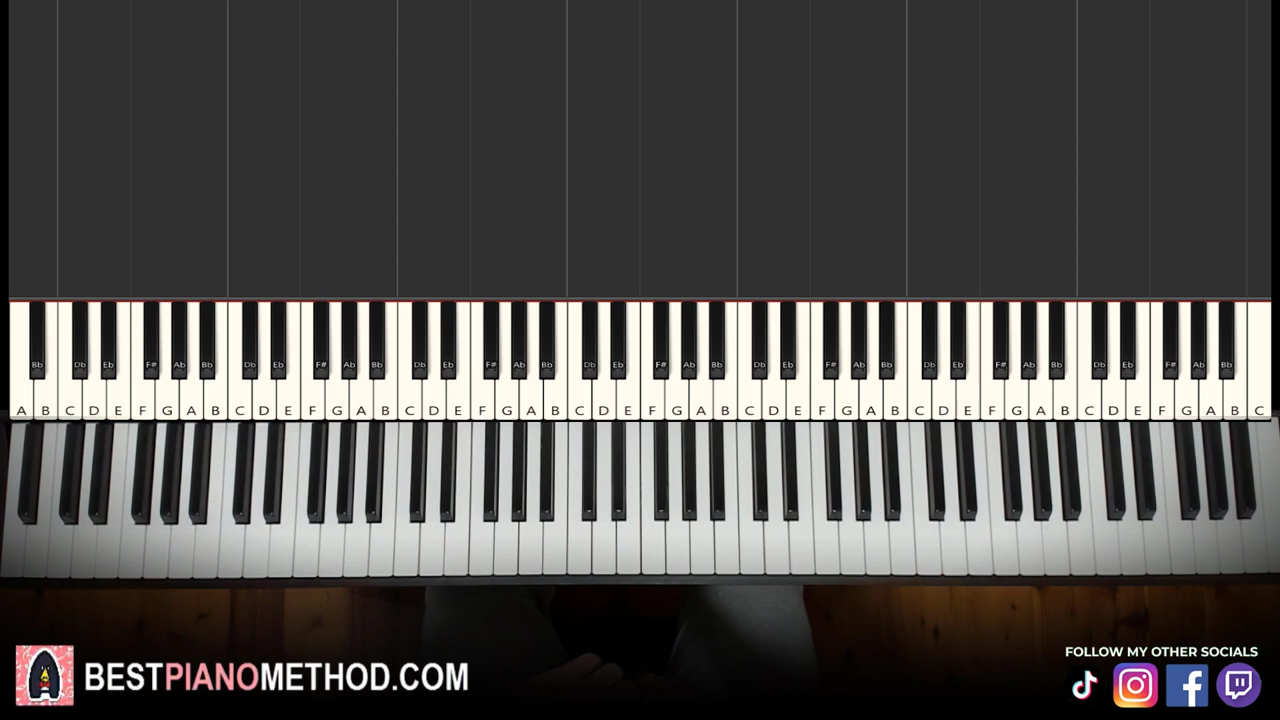 Bb Db Eb F# Ab Bb Db Eb F# Ab Bb Db Eb F# Ab Bb Db Eb F# Ab Bb Db Eb F# Ab Bb Db Eb F# Ab Bb Db Eb F# Ab Bb
A B C D E F G A B C D E F G A B C D E F G A B C D E F G A B C D E F G A B C D E F G A B C D E F G A B C
FOLLOW MY OTHER SOCIALS
BESTPIANOMETHOD.COM